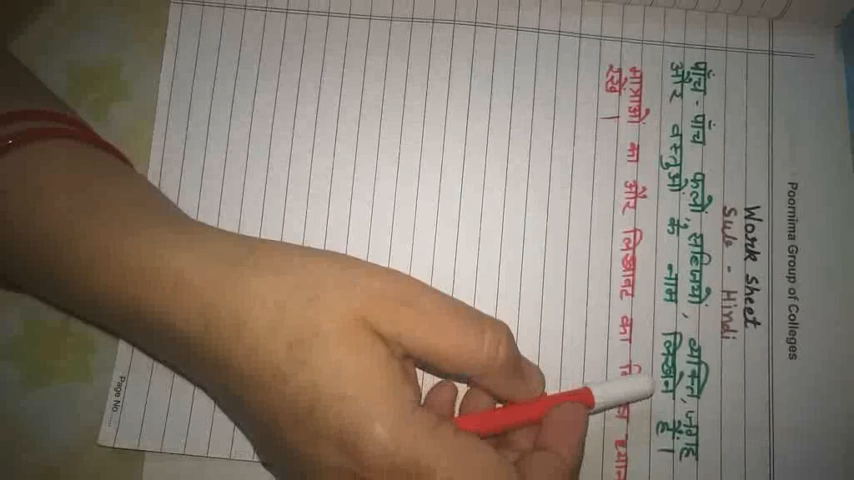 Poornima Group of Colleges
Work Sheet
Sub - Hindi
पाँच - पाँच फूलों, सब्जियों, व्यक्ति, जगह
और वस्तुओं के नाम लिखने हैं।
मात्राओं का और लिखावट का ध्यान
रखें।
Page No.